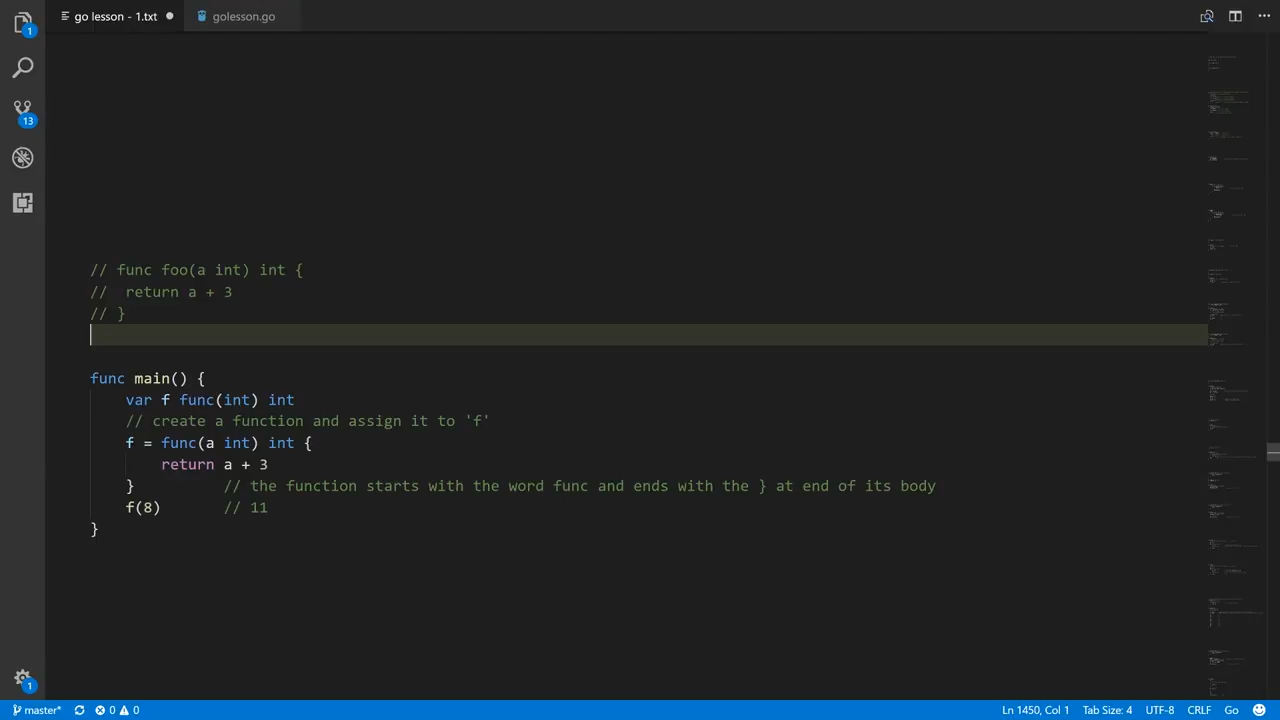 go lesson - 1.txt
golesson.go
1
13
// func foo(a int) int {
//  return a + 3
// }
func main() {
    var f func(int) int
    // create a function and assign it to 'f'
    f = func(a int) int {
        return a + 3
    }          // the function starts with the word func and ends with the } at end of its body
    f(8)       // 11
}
1
master* 0 0 Ln 1450, Col 1 Tab Size: 4 UTF-8 CRLF Go